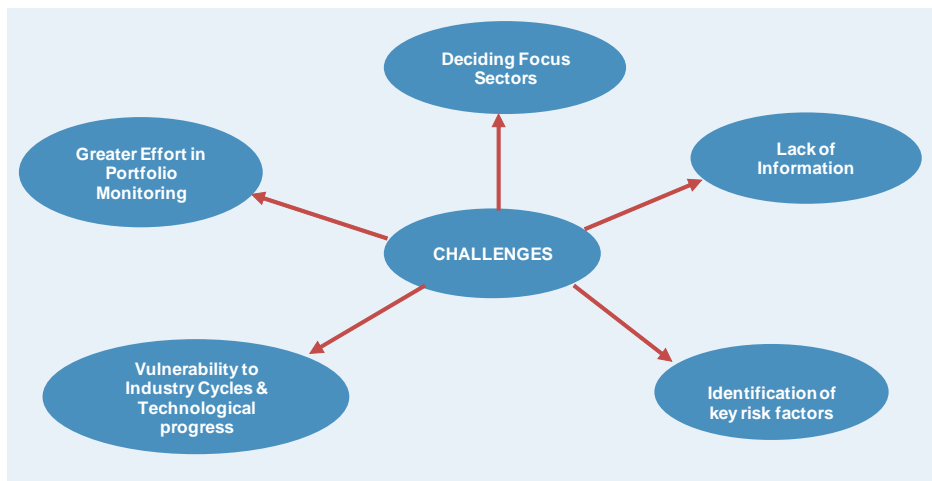 Deciding Focus
Sectors
Greater Effort in
Portfolio
Monitoring
Lack of
Information
CHALLENGES
Vulnerability to
Industry Cycles &
Technological
progress
Identification of
key risk factors